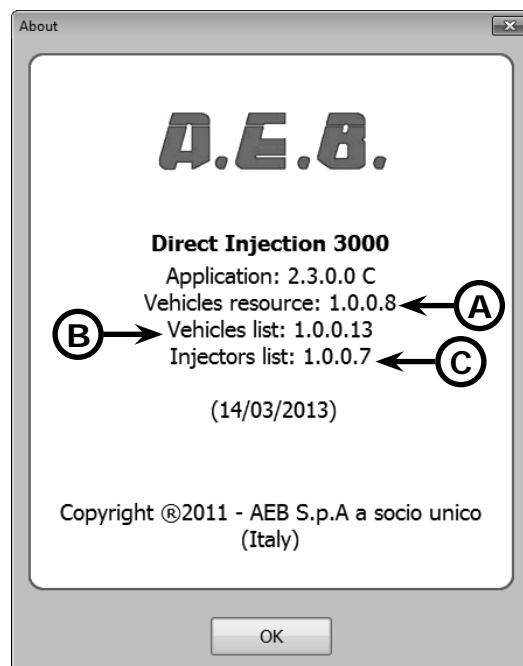 About
A.E.B.
Direct Injection 3000
Application: 2.3.0.0 C
Vehicles resource: 1.0.0.8 A
B Vehicles list: 1.0.0.13
Injectors list: 1.0.0.7 C
(14/03/2013)
Copyright ®2011 - AEB S.p.A a socio unico
(Italy)
OK